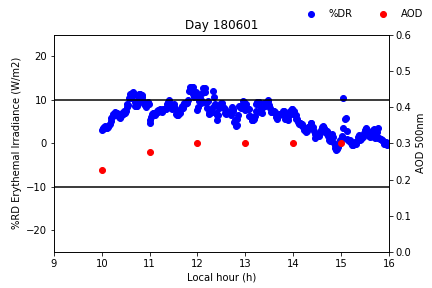 %DR AOD
Day 180601
%RD Erythermal Irradiance (W/m2)
20
10
0
−10
−20
0.6
0.5
0.4
0.3
0.2
0.1
0.0
AOD 500nm
9 10 11 12 13 14 15 16
Local hour (h)